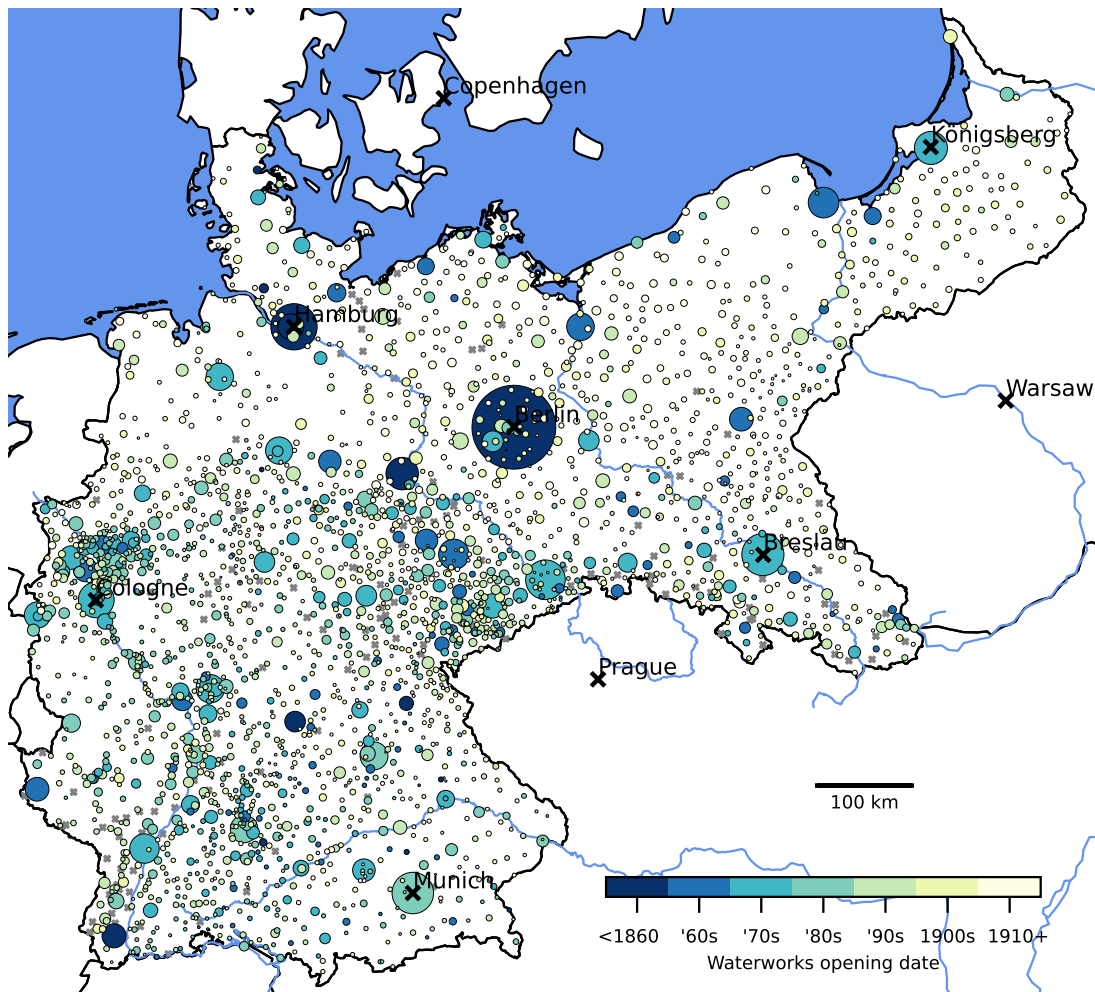 Copenhagen
Königsberg
Hamburg
Warsaw
Berlin
Breslau
Cologne
Prague
100 km
Munich
<1860 '60s '70s '80s '90s 1900s 1910+
Waterworks opening date